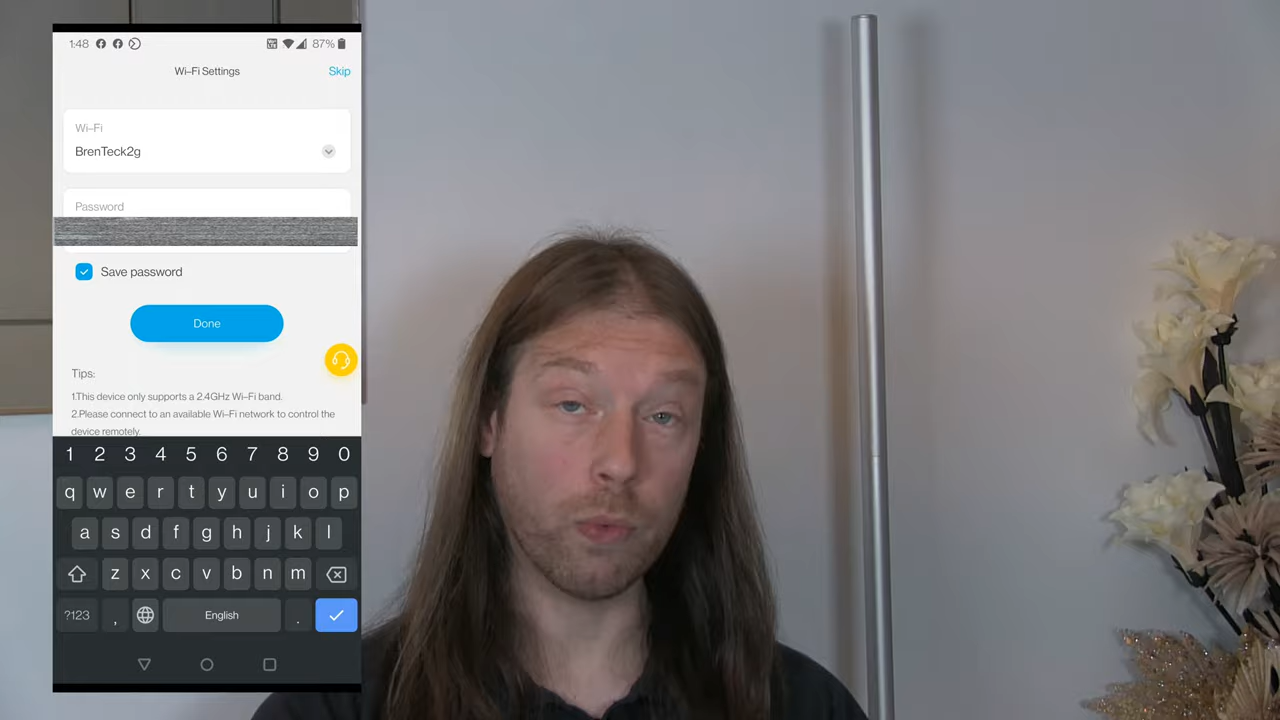 1:48 87%
Wi-Fi Settings Skip
Wi-Fi
BrenTeck2g
Password
Save password
Done
Tips:
1.This device only supports a 2.4GHz Wi-Fi band.
2.Please connect to an available Wi-Fi network to control the
device remotely.
1 2 3 4 5 6 7 8 9 0
q w e r t y u i o p
a s d f g h j k l
z x c v b n m
?123 , English .